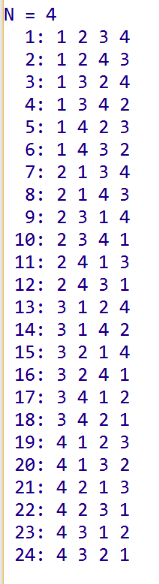 N = 4
1: 1 2 3 4
2: 1 2 4 3
3: 1 3 2 4
4: 1 3 4 2
5: 1 4 2 3
6: 1 4 3 2
7: 2 1 3 4
8: 2 1 4 3
9: 2 3 1 4
10: 2 3 4 1
11: 2 4 1 3
12: 2 4 3 1
13: 3 1 2 4
14: 3 1 4 2
15: 3 2 1 4
16: 3 2 4 1
17: 3 4 1 2
18: 3 4 2 1
19: 4 1 2 3
20: 4 1 3 2
21: 4 2 1 3
22: 4 2 3 1
23: 4 3 1 2
24: 4 3 2 1